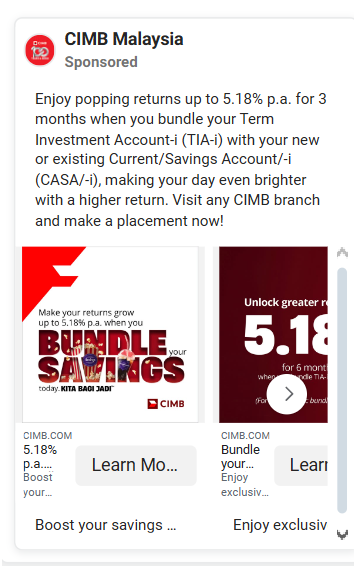 CIMB Malaysia
Sponsored
Enjoy popping returns up to 5.18% p.a. for 3
months when you bundle your Term
Investment Account-i (TIA-i) with your new
or existing Current/Savings Account/-i
(CASA/-i), making your day even brighter
with a higher return. Visit any CIMB branch
and make a placement now!
Make your returns grow
up to 5.18% p.a. when you
BUNDLE your
SAVINGS
today. KITA BAGI JADI
CIMB
Unlock greater re
5.18
for 6 mont
when
ndle TIA-
(For
bundl
CIMB.COM
5.18%
p.a....
Boost
your...
Learn Mo...
CIMB.COM
Bundle
your...
Enjoy
exclusiv...
Learn
Boost your savings ...
Enjoy exclusiv